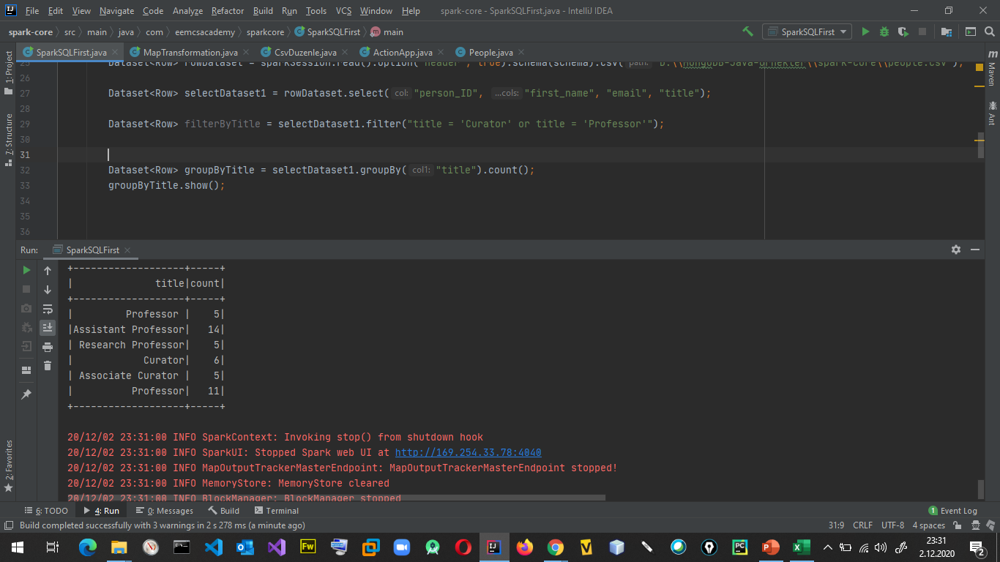 File Edit View Navigate Code Analyze Refactor Build Run Tools VCS Window Help spark-core - SparkSQLFirst.java - IntelliJ IDEA
spark-core src main java com eemcsacademy sparkcore SparkSQLFirst main SparkSQLFirst
SparkSQLFirst.java MapTransformation.java CsvDuzenle.java ActionApp.java People.java
1: Project
7: Structure
2: Favorites
Maven
Ant
25 Dataset<Row> rowDataset = sparkSession.read().option("header", true).schema(schema).csv( path: "D:\\MongoDB-Java-Ornekler\\spark-core\\people.csv");
26
27 Dataset<Row> selectDataset1 = rowDataset.select( col: "person_ID", ...cols: "first_name", "email", "title");
28
29 Dataset<Row> filterByTitle = selectDataset1.filter("title = 'Curator' or title = 'Professor'");
30
31
32 Dataset<Row> groupByTitle = selectDataset1.groupBy( col1: "title").count();
33 groupByTitle.show();
34
35
36
Run: SparkSQLFirst
+-------------------+-----+
|              title|count|
+-------------------+-----+
|         Professor |    5|
|Assistant Professor|   14|
| Research Professor|    5|
|            Curator|    6|
| Associate Curator |    5|
|          Professor|   11|
+-------------------+-----+
20/12/02 23:31:00 INFO SparkContext: Invoking stop() from shutdown hook
20/12/02 23:31:00 INFO SparkUI: Stopped Spark web UI at http://169.254.33.78:4040
20/12/02 23:31:00 INFO MapOutputTrackerMasterEndpoint: MapOutputTrackerMasterEndpoint stopped!
20/12/02 23:31:00 INFO MemoryStore: MemoryStore cleared
20/12/02 23:31:00 INFO BlockManager: BlockManager stopped
6: TODO 4: Run 0: Messages Build Terminal 1 Event Log
Build completed successfully with 3 warnings in 2 s 278 ms (a minute ago) 31:9 CRLF UTF-8 4 spaces
23:31
2.12.2020
2